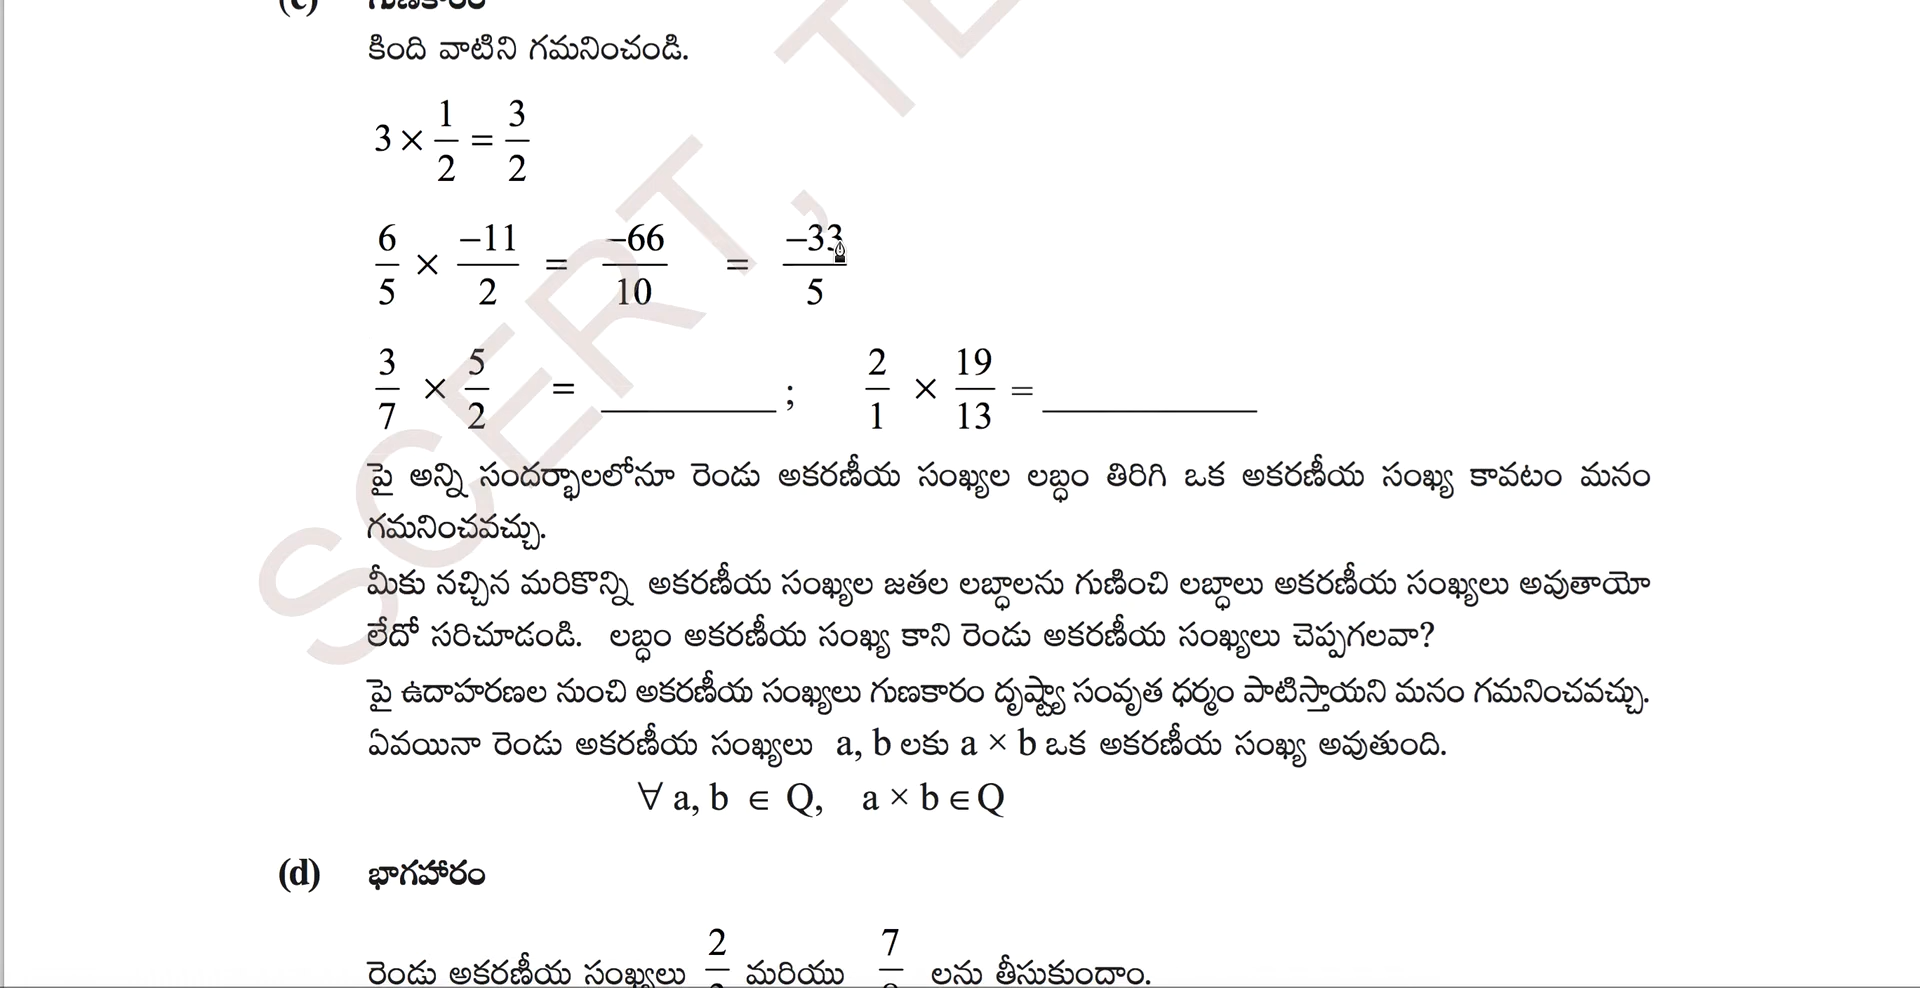 (c) గుణకారం
కింది వాటిని గమనించండి.
3 × 1/2 = 3/2
6/5 × –11/2 = –66/10 = –33/5
3/7 × 5/2 = __________ ; 2/1 × 19/13 = ____________
పై అన్ని సందర్భాలలోనూ రెండు అకరణీయ సంఖ్యల లబ్ధం తిరిగి ఒక అకరణీయ సంఖ్య కావటం మనం
గమనించవచ్చు.
మీకు నచ్చిన మరికొన్ని అకరణీయ సంఖ్యల జతల లబ్ధాలను గుణించి లబ్ధాలు అకరణీయ సంఖ్యలు అవుతాయో
లేదో సరిచూడండి. లబ్ధం అకరణీయ సంఖ్య కాని రెండు అకరణీయ సంఖ్యలు చెప్పగలవా?
పై ఉదాహరణల నుంచి అకరణీయ సంఖ్యలు గుణకారం దృష్ట్యా సంవృత ధర్మం పాటిస్తాయని మనం గమనించవచ్చు.
ఏవయినా రెండు అకరణీయ సంఖ్యలు a, b లకు a × b ఒక అకరణీయ సంఖ్య అవుతుంది.
∀ a, b ∈ Q, a × b ∈ Q
(d) భాగహారం
రెండు అకరణీయ సంఖ్యలు 2 మరియు 7 లను తీసుకుందాం.
SCERT, TE